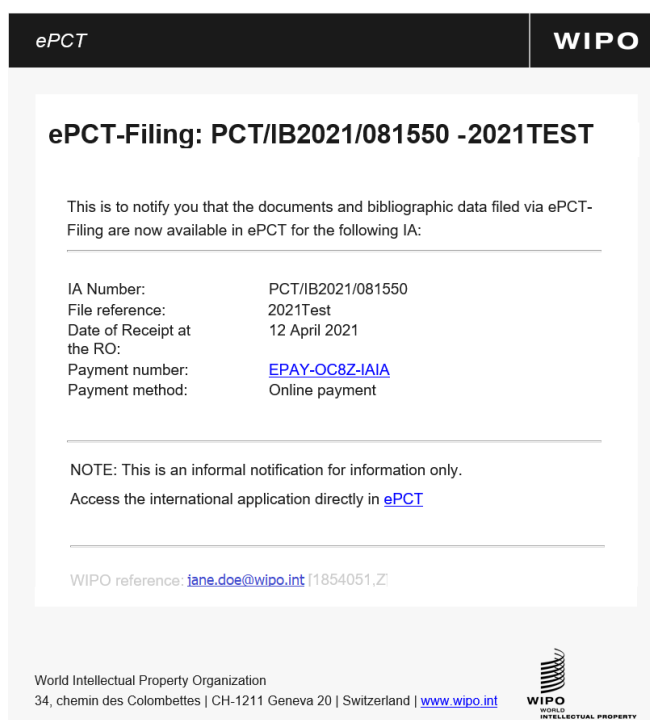 ePCT
WIPO
ePCT-Filing: PCT/IB2021/081550 -2021TEST
This is to notify you that the documents and bibliographic data filed via ePCT-
Filing are now available in ePCT for the following IA:
IA Number: PCT/IB2021/081550
File reference: 2021Test
Date of Receipt at 12 April 2021
the RO:
Payment number: EPAY-OC8Z-IAIA
Payment method: Online payment
NOTE: This is an informal notification for information only.
Access the international application directly in ePCT
WIPO reference: jane.doe@wipo.int [1854051,Z]
World Intellectual Property Organization
34, chemin des Colombettes | CH-1211 Geneva 20 | Switzerland | www.wipo.int
WIPO
WORLD
INTELLECTUAL PROPERTY